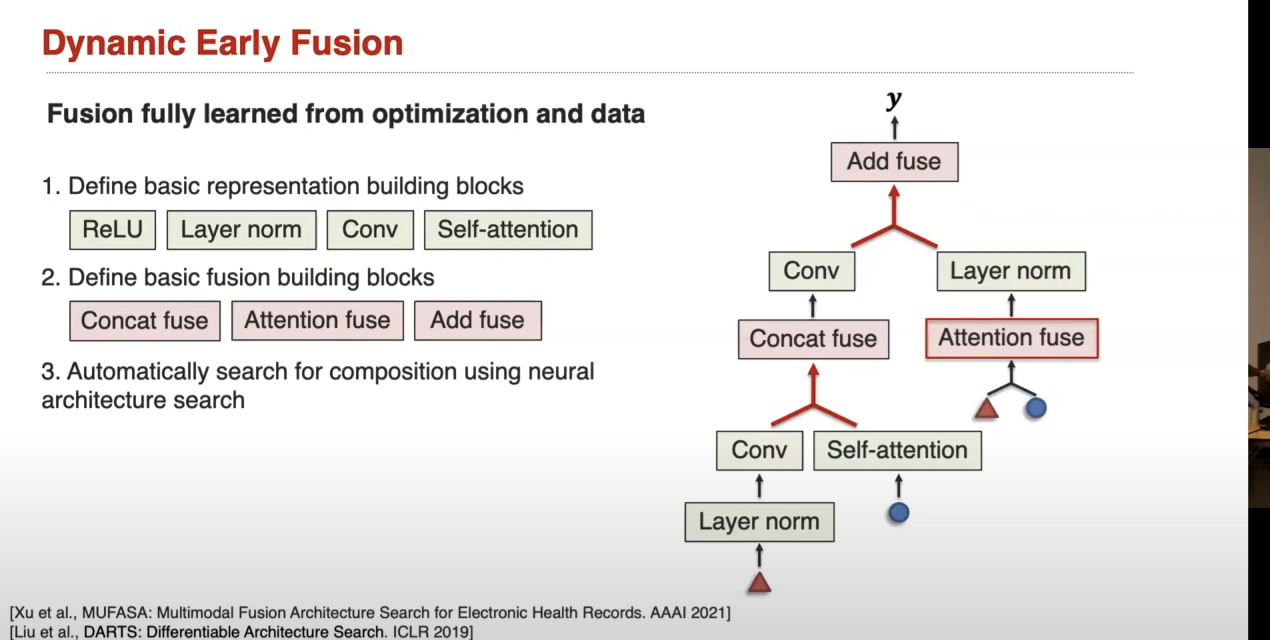 Dynamic Early Fusion
Fusion fully learned from optimization and data
1. Define basic representation building blocks
ReLU
Layer norm
Conv
Self-attention
2. Define basic fusion building blocks
Concat fuse
Attention fuse
Add fuse
3. Automatically search for composition using neural
architecture search
y
Add fuse
Conv
Layer norm
Concat fuse
Attention fuse
Conv
Self-attention
Layer norm
[Xu et al., MUFASA: Multimodal Fusion Architecture Search for Electronic Health Records. AAAI 2021]
[Liu et al., DARTS: Differentiable Architecture Search. ICLR 2019]